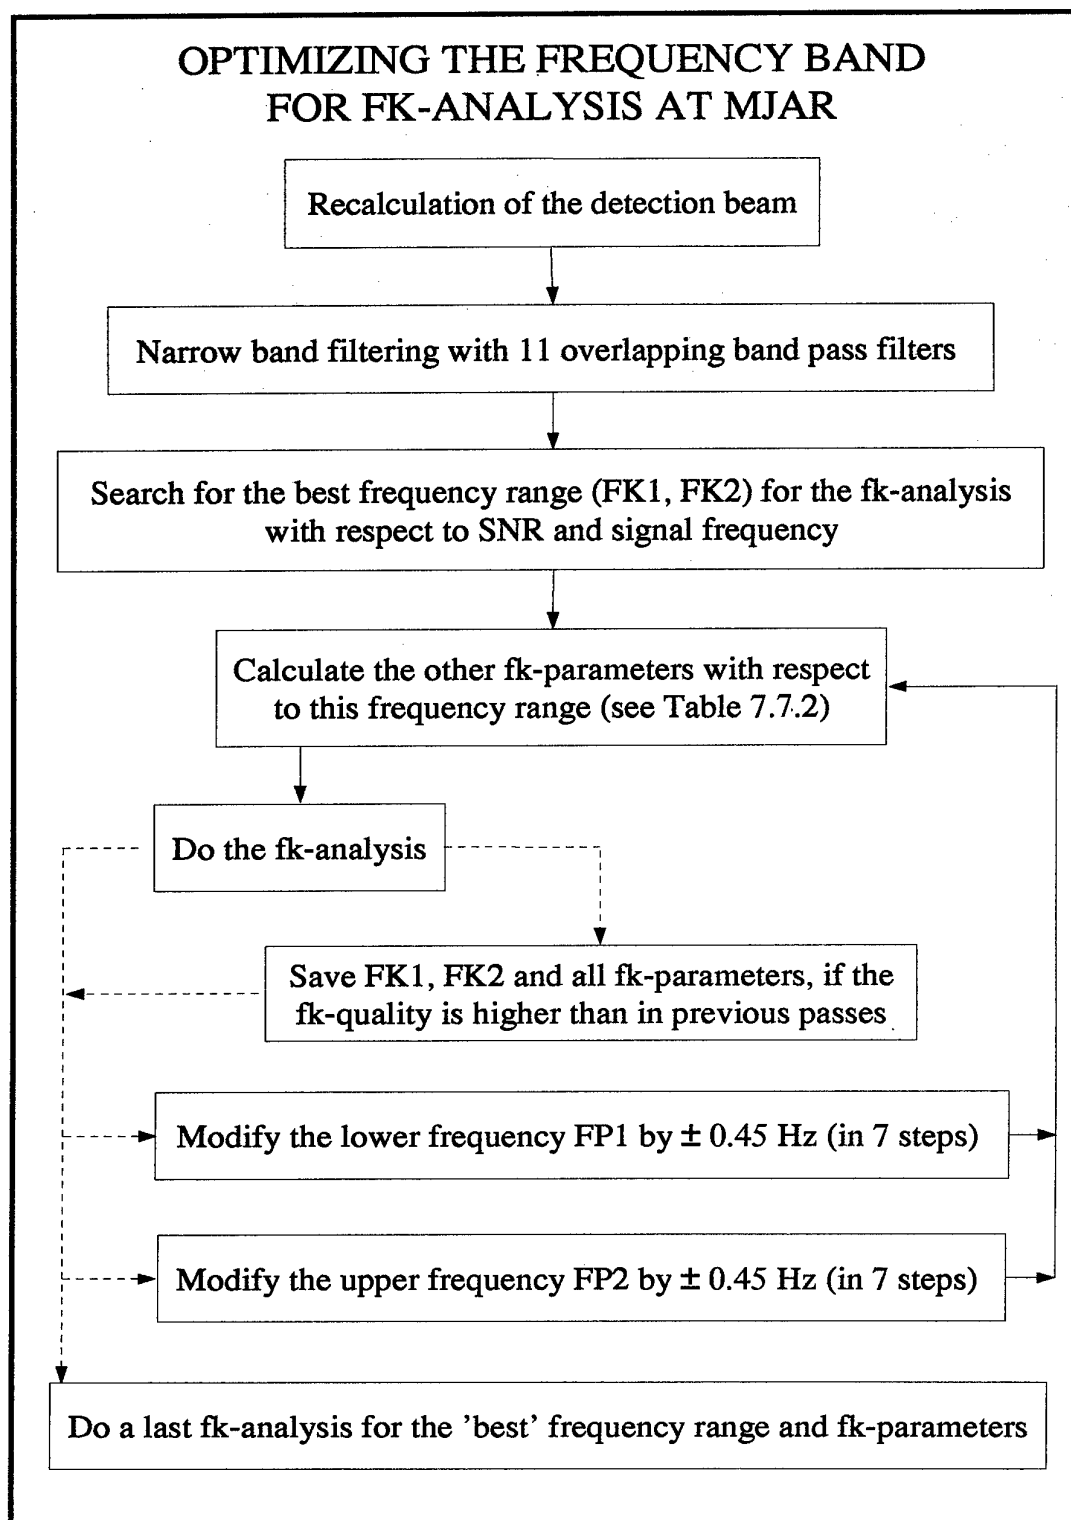 OPTIMIZING THE FREQUENCY BAND
FOR FK-ANALYSIS AT MJAR
Recalculation of the detection beam
Narrow band filtering with 11 overlapping band pass filters
Search for the best frequency range (FK1, FK2) for the fk-analysis
with respect to SNR and signal frequency
Calculate the other fk-parameters with respect
to this frequency range (see Table 7.7.2)
Do the fk-analysis
Save FK1, FK2 and all fk-parameters, if the
fk-quality is higher than in previous passes
Modify the lower frequency FP1 by ± 0.45 Hz (in 7 steps)
Modify the upper frequency FP2 by ± 0.45 Hz (in 7 steps)
Do a last fk-analysis for the 'best' frequency range and fk-parameters